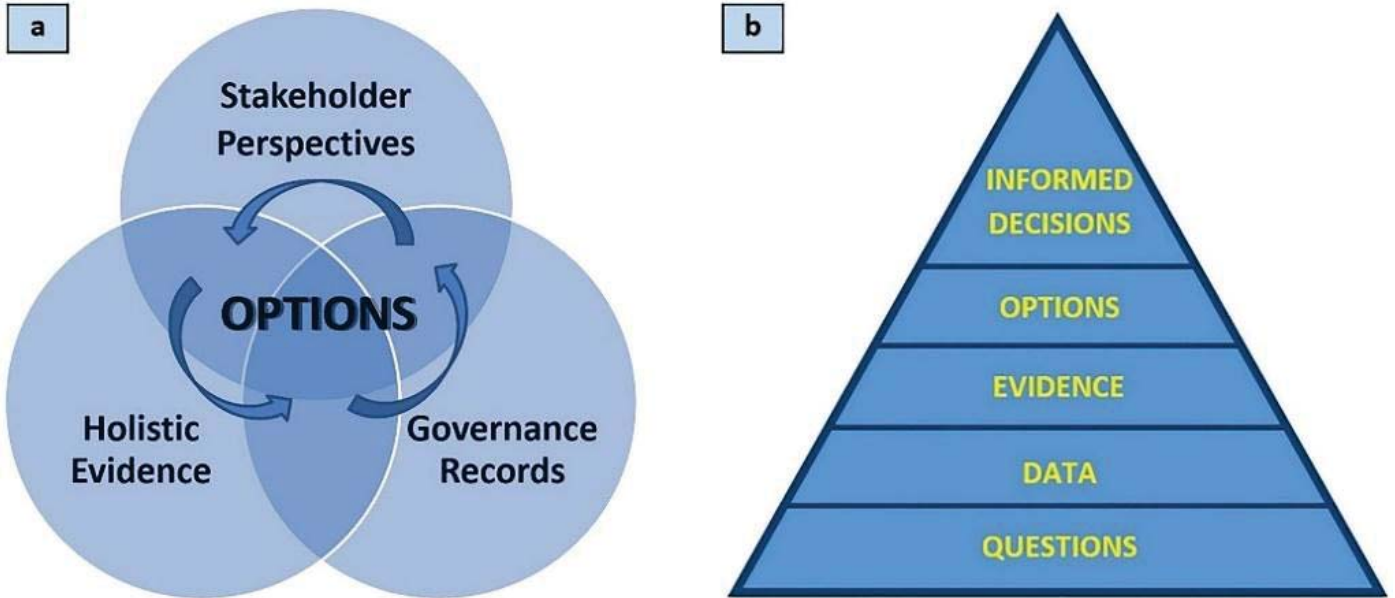 a
Stakeholder
Perspectives
OPTIONS
Holistic
Evidence
Governance
Records
b
INFORMED
DECISIONS
OPTIONS
EVIDENCE
DATA
QUESTIONS